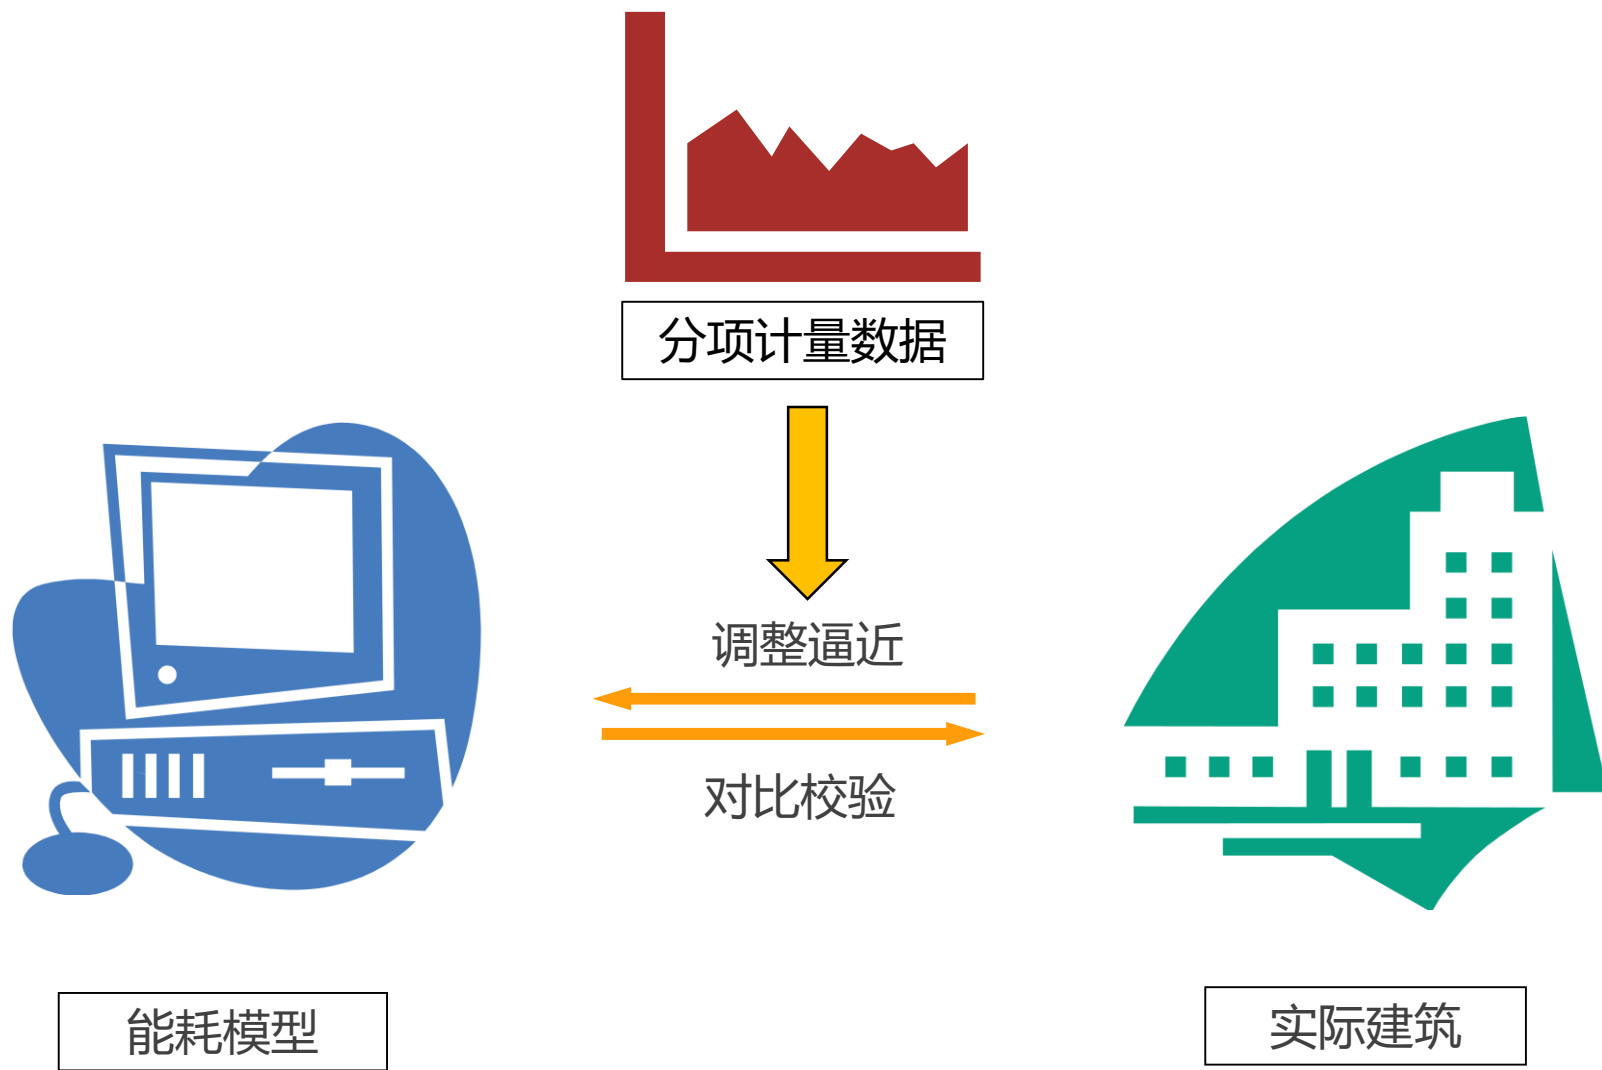 分项计量数据
调整逼近
对比校验
能耗模型
实际建筑